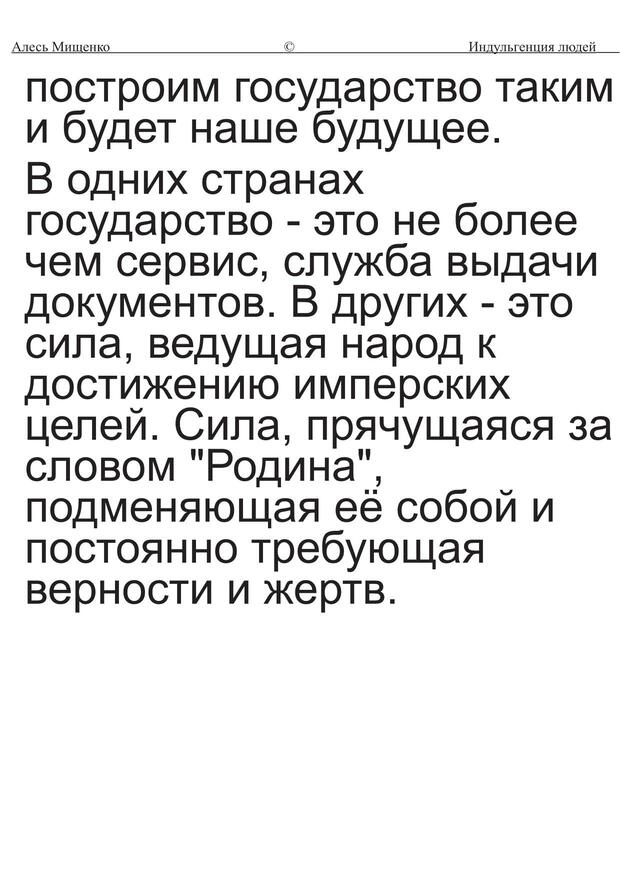 Алесь Мищенко © Индульгенция людей
построим государство таким
и будет наше будущее.
В одних странах
государство - это не более
чем сервис, служба выдачи
документов. В других - это
сила, ведущая народ к
достижению имперских
целей. Сила, прячущаяся за
словом "Родина",
подменяющая её собой и
постоянно требующая
верности и жертв.